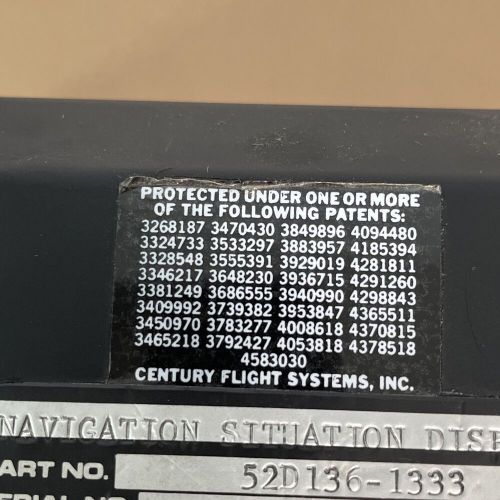 PROTECTED UNDER ONE OR MORE
OF THE FOLLOWING PATENTS:
3268187 3470430 3849896 4094480
3324733 3533297 3883957 4185394
3328548 3555391 3929019 4281811
3346217 3648230 3936715 4291260
3381249 3686555 3940990 4298843
3409992 3739382 3953847 4365511
3450970 3783277 4008618 4370815
3465218 3792427 4053818 4378518
4583030
CENTURY FLIGHT SYSTEMS, INC.
NAVIGATION SITUATION
PART NO. 52D136-1333